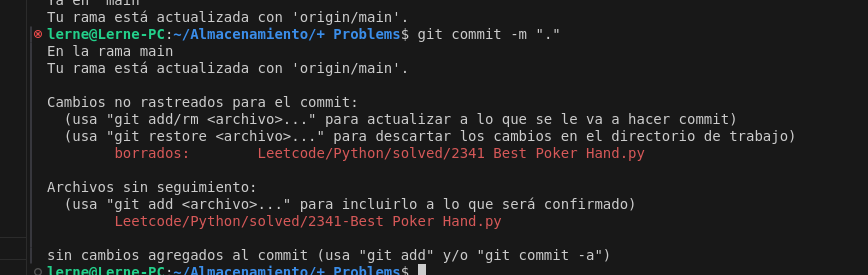 Ya en 'main'
Tu rama está actualizada con 'origin/main'.
lerne@Lerne-PC:~/Almacenamiento/+ Problems$ git commit -m "."
En la rama main
Tu rama está actualizada con 'origin/main'.
Cambios no rastreados para el commit:
(usa "git add/rm <archivo>..." para actualizar a lo que se le va a hacer commit)
(usa "git restore <archivo>..." para descartar los cambios en el directorio de trabajo)
borrados:        Leetcode/Python/solved/2341 Best Poker Hand.py
Archivos sin seguimiento:
(usa "git add <archivo>..." para incluirlo a lo que será confirmado)
Leetcode/Python/solved/2341-Best Poker Hand.py
sin cambios agregados al commit (usa "git add" y/o "git commit -a")
lerne@Lerne-PC:~/Almacenamiento/+ Problems$